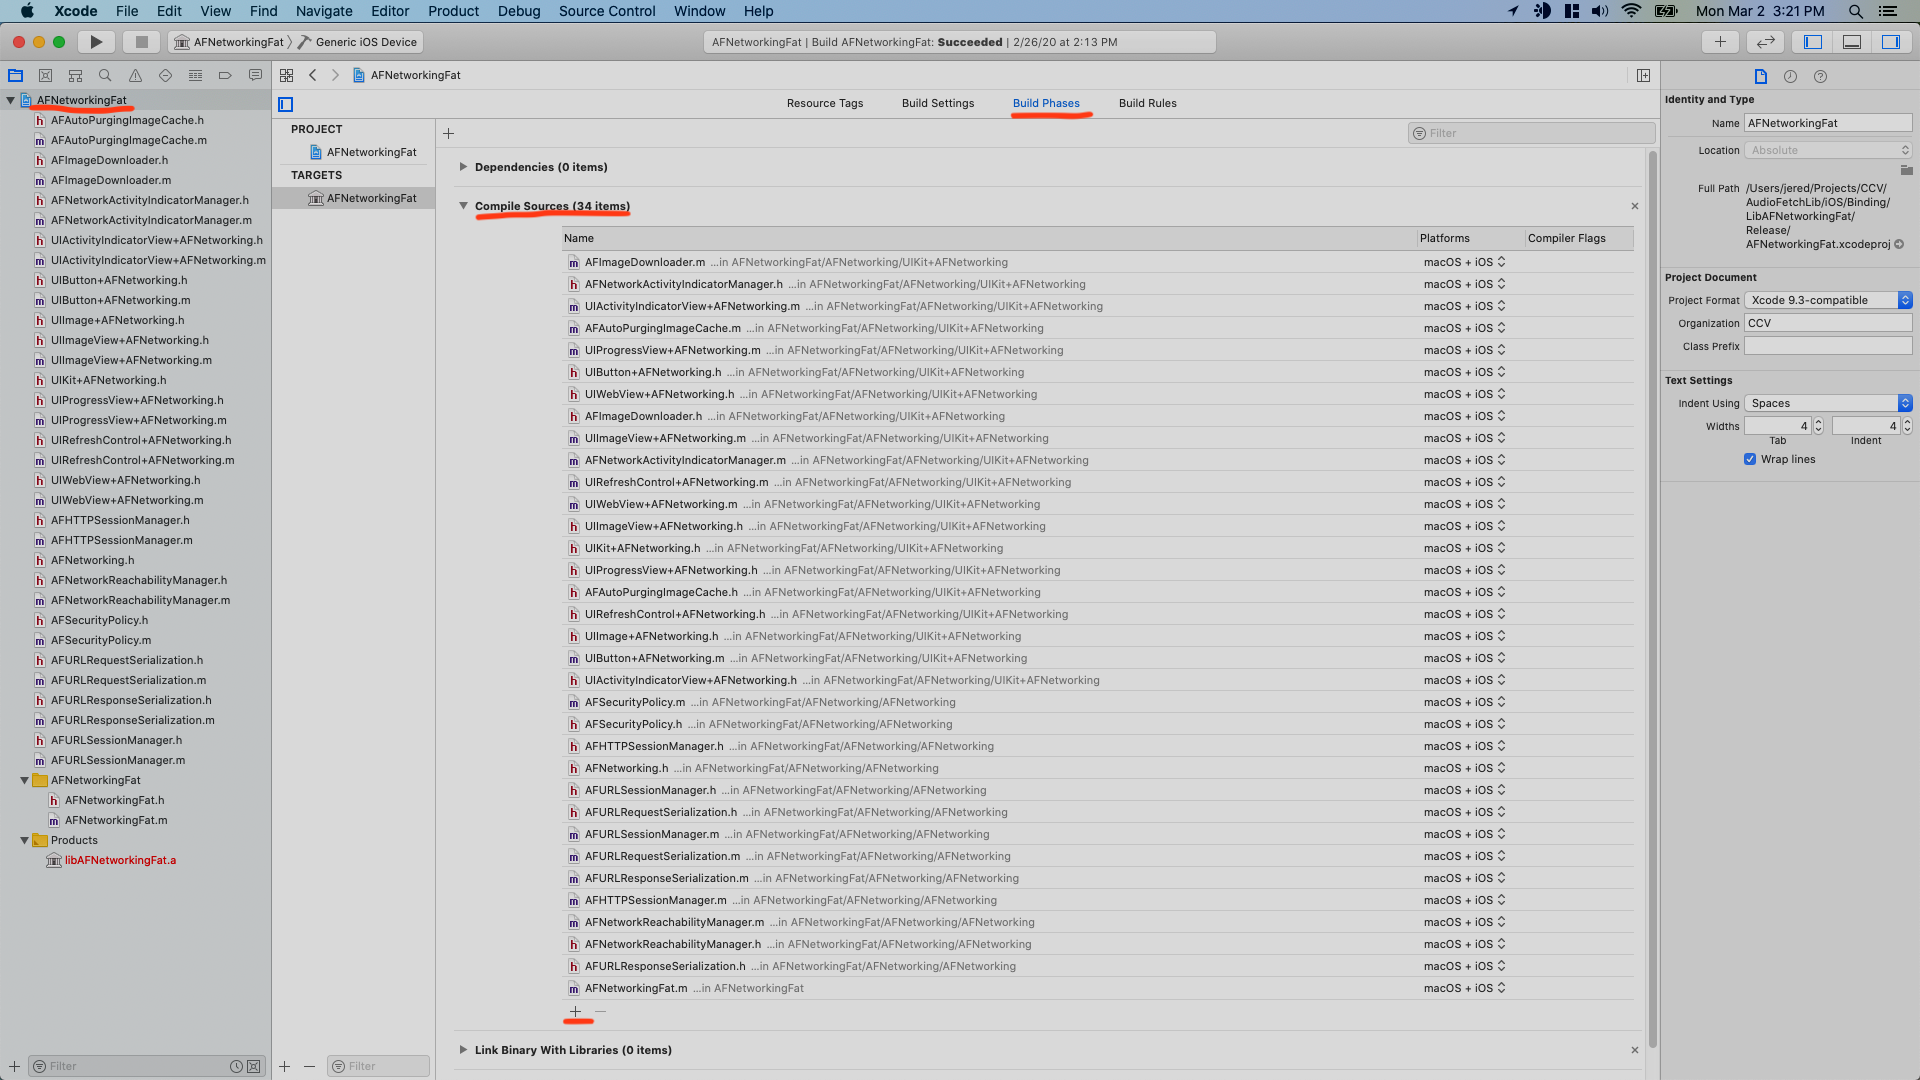 Xcode File Edit View Find Navigate Editor Product Debug Source Control Window Help Mon Mar 2 3:21 PM
AFNetworkingFat Generic iOS Device AFNetworkingFat | Build AFNetworkingFat: Succeeded | 2/26/20 at 2:13 PM
AFNetworkingFat
AFNetworkingFat
AFAutoPurgingImageCache.h
AFAutoPurgingImageCache.m
AFImageDownloader.h
AFImageDownloader.m
AFNetworkActivityIndicatorManager.h
AFNetworkActivityIndicatorManager.m
UIActivityIndicatorView+AFNetworking.h
UIActivityIndicatorView+AFNetworking.m
UIButton+AFNetworking.h
UIButton+AFNetworking.m
UIImage+AFNetworking.h
UIImageView+AFNetworking.h
UIImageView+AFNetworking.m
UIKit+AFNetworking.h
UIProgressView+AFNetworking.h
UIProgressView+AFNetworking.m
UIRefreshControl+AFNetworking.h
UIRefreshControl+AFNetworking.m
UIWebView+AFNetworking.h
UIWebView+AFNetworking.m
AFHTTPSessionManager.h
AFHTTPSessionManager.m
AFNetworking.h
AFNetworkReachabilityManager.h
AFNetworkReachabilityManager.m
AFSecurityPolicy.h
AFSecurityPolicy.m
AFURLRequestSerialization.h
AFURLRequestSerialization.m
AFURLResponseSerialization.h
AFURLResponseSerialization.m
AFURLSessionManager.h
AFURLSessionManager.m
AFNetworkingFat
AFNetworkingFat.h
AFNetworkingFat.m
Products
libAFNetworkingFat.a
Filter
PROJECT
AFNetworkingFat
TARGETS
AFNetworkingFat
Filter
Resource Tags Build Settings Build Phases Build Rules
Filter
Dependencies (0 items)
Compile Sources (34 items)
Name Platforms Compiler Flags
AFImageDownloader.m ...in AFNetworkingFat/AFNetworking/UIKit+AFNetworking macOS + iOS
AFNetworkActivityIndicatorManager.h ...in AFNetworkingFat/AFNetworking/UIKit+AFNetworking macOS + iOS
UIActivityIndicatorView+AFNetworking.m ...in AFNetworkingFat/AFNetworking/UIKit+AFNetworking macOS + iOS
AFAutoPurgingImageCache.m ...in AFNetworkingFat/AFNetworking/UIKit+AFNetworking macOS + iOS
UIProgressView+AFNetworking.m ...in AFNetworkingFat/AFNetworking/UIKit+AFNetworking macOS + iOS
UIButton+AFNetworking.h ...in AFNetworkingFat/AFNetworking/UIKit+AFNetworking macOS + iOS
UIWebView+AFNetworking.h ...in AFNetworkingFat/AFNetworking/UIKit+AFNetworking macOS + iOS
AFImageDownloader.h ...in AFNetworkingFat/AFNetworking/UIKit+AFNetworking macOS + iOS
UIImageView+AFNetworking.m ...in AFNetworkingFat/AFNetworking/UIKit+AFNetworking macOS + iOS
AFNetworkActivityIndicatorManager.m ...in AFNetworkingFat/AFNetworking/UIKit+AFNetworking macOS + iOS
UIRefreshControl+AFNetworking.m ...in AFNetworkingFat/AFNetworking/UIKit+AFNetworking macOS + iOS
UIWebView+AFNetworking.m ...in AFNetworkingFat/AFNetworking/UIKit+AFNetworking macOS + iOS
UIImageView+AFNetworking.h ...in AFNetworkingFat/AFNetworking/UIKit+AFNetworking macOS + iOS
UIKit+AFNetworking.h ...in AFNetworkingFat/AFNetworking/UIKit+AFNetworking macOS + iOS
UIProgressView+AFNetworking.h ...in AFNetworkingFat/AFNetworking/UIKit+AFNetworking macOS + iOS
AFAutoPurgingImageCache.h ...in AFNetworkingFat/AFNetworking/UIKit+AFNetworking macOS + iOS
UIRefreshControl+AFNetworking.h ...in AFNetworkingFat/AFNetworking/UIKit+AFNetworking macOS + iOS
UIImage+AFNetworking.h ...in AFNetworkingFat/AFNetworking/UIKit+AFNetworking macOS + iOS
UIButton+AFNetworking.m ...in AFNetworkingFat/AFNetworking/UIKit+AFNetworking macOS + iOS
UIActivityIndicatorView+AFNetworking.h ...in AFNetworkingFat/AFNetworking/UIKit+AFNetworking macOS + iOS
AFSecurityPolicy.m ...in AFNetworkingFat/AFNetworking/AFNetworking macOS + iOS
AFSecurityPolicy.h ...in AFNetworkingFat/AFNetworking/AFNetworking macOS + iOS
AFHTTPSessionManager.h ...in AFNetworkingFat/AFNetworking/AFNetworking macOS + iOS
AFNetworking.h ...in AFNetworkingFat/AFNetworking/AFNetworking macOS + iOS
AFURLSessionManager.h ...in AFNetworkingFat/AFNetworking/AFNetworking macOS + iOS
AFURLRequestSerialization.h ...in AFNetworkingFat/AFNetworking/AFNetworking macOS + iOS
AFURLSessionManager.m ...in AFNetworkingFat/AFNetworking/AFNetworking macOS + iOS
AFURLRequestSerialization.m ...in AFNetworkingFat/AFNetworking/AFNetworking macOS + iOS
AFURLResponseSerialization.m ...in AFNetworkingFat/AFNetworking/AFNetworking macOS + iOS
AFHTTPSessionManager.m ...in AFNetworkingFat/AFNetworking/AFNetworking macOS + iOS
AFNetworkReachabilityManager.m ...in AFNetworkingFat/AFNetworking/AFNetworking macOS + iOS
AFNetworkReachabilityManager.h ...in AFNetworkingFat/AFNetworking/AFNetworking macOS + iOS
AFURLResponseSerialization.h ...in AFNetworkingFat/AFNetworking/AFNetworking macOS + iOS
AFNetworkingFat.m ...in AFNetworkingFat macOS + iOS
Link Binary With Libraries (0 items)
Identity and Type
Name AFNetworkingFat
Location Absolute
Full Path /Users/jered/Projects/CCV/
AudioFetchLib/iOS/Binding/
LibAFNetworkingFat/
Release/
AFNetworkingFat.xcodeproj
Project Document
Project Format Xcode 9.3-compatible
Organization CCV
Class Prefix
Text Settings
Indent Using Spaces
Widths 4 4
Tab Indent
Wrap lines